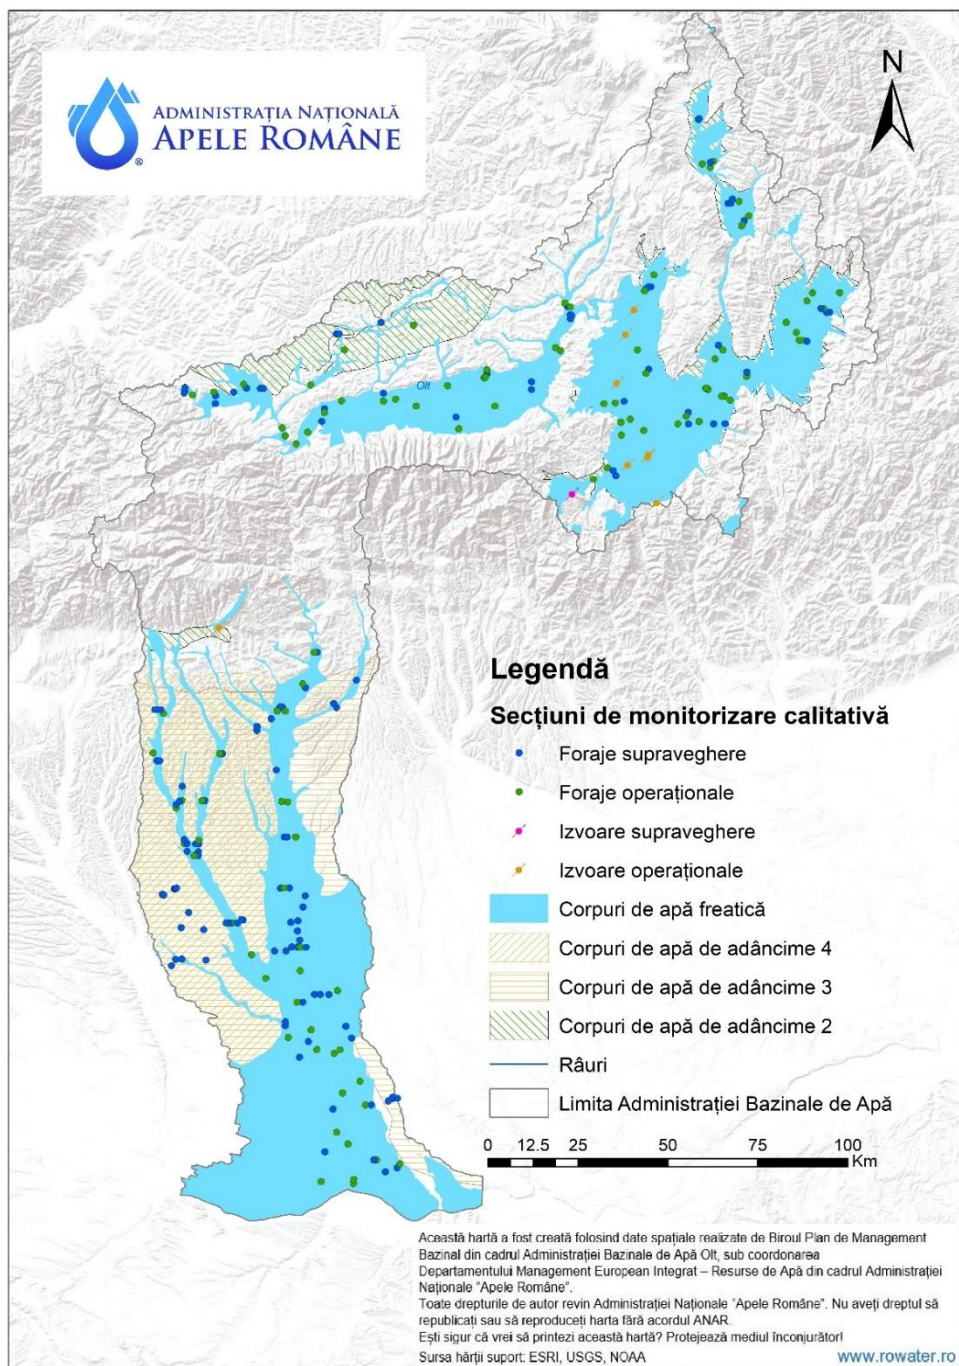 ADMINISTRAȚIA NAȚIONALĂ
APELE ROMÂNE
®
N
Olt
Legendă
Secțiuni de monitorizare calitativă
Foraje supraveghere
Foraje operaționale
Izvoare supraveghere
Izvoare operaționale
Corpuri de apă freatică
Corpuri de apă de adâncime 4
Corpuri de apă de adâncime 3
Corpuri de apă de adâncime 2
Râuri
Limita Administrației Bazinale de Apă
0 12.5 25 50 75 100
Km
Această hartă a fost creată folosind date spațiale realizate de Biroul Plan de Management
Bazinal din cadrul Administrației Bazinale de Apă Olt, sub coordonarea
Departamentului Management European Integrat – Resurse de Apă din cadrul Administrației
Naționale "Apele Române".
Toate drepturile de autor revin Administrației Naționale "Apele Române". Nu aveți dreptul să
republicați sau să reproduceți harta fără acordul ANAR.
Ești sigur că vrei să printezi această hartă? Protejează mediul înconjurător!
Sursa hărții suport: ESRI, USGS, NOAA
www.rowater.ro